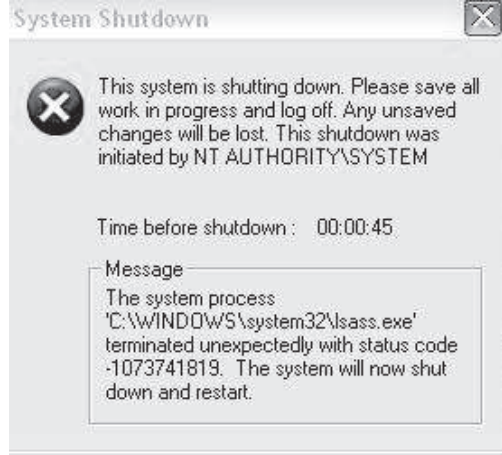 System Shutdown
This system is shutting down. Please save all
work in progress and log off. Any unsaved
changes will be lost. This shutdown was
initiated by NT AUTHORITY\SYSTEM
Time before shutdown : 00:00:45
Message
The system process
'C:\WINDOWS\system32\lsass.exe'
terminated unexpectedly with status code
-1073741819. The system will now shut
down and restart.